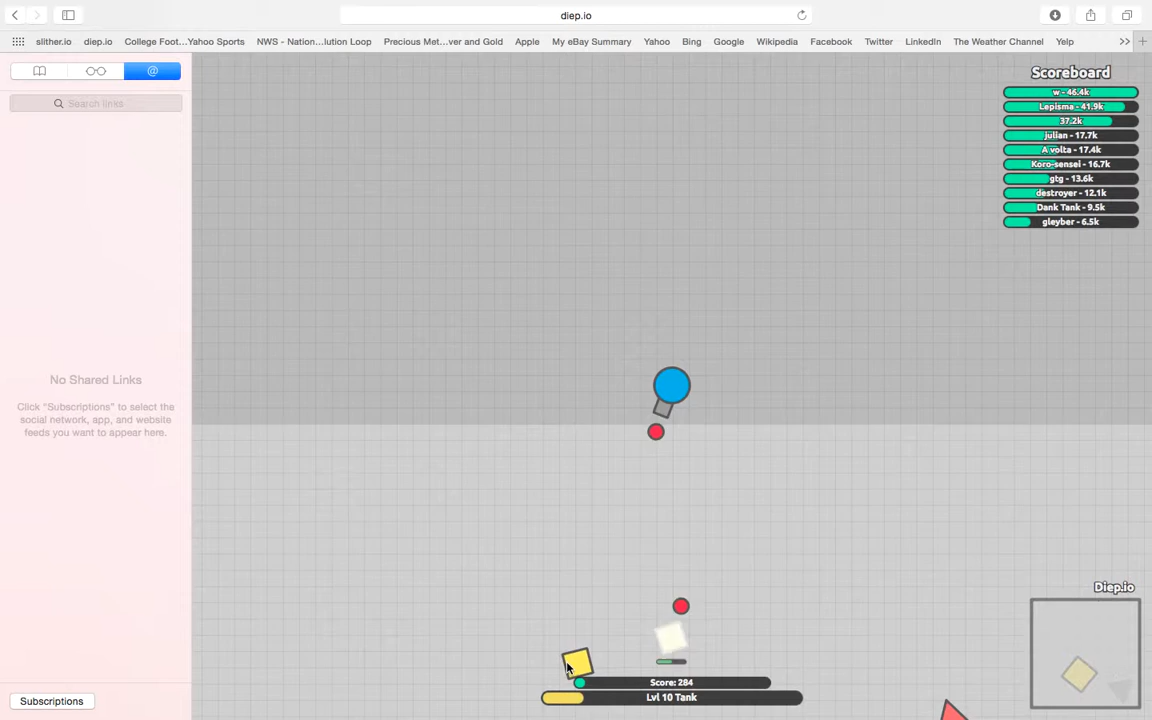 diep.io
slither.io diep.io College Foot...Yahoo Sports NWS - Nation...lution Loop Precious Met...ver and Gold Apple My eBay Summary Yahoo Bing Google Wikipedia Facebook Twitter LinkedIn The Weather Channel Yelp >>
@
Search links
No Shared Links
Click “Subscriptions” to select the
social network, app, and website
feeds you want to appear here.
Subscriptions
Scoreboard
w - 46.4k
Lepisma - 41.9k
37.2k
julian - 17.7k
A volta - 17.4k
Koro-sensei - 16.7k
gtg - 13.6k
destroyer - 12.1k
Dank Tank - 9.5k
gleyber - 6.5k
Diep.io
Score: 284
Lvl 10 Tank